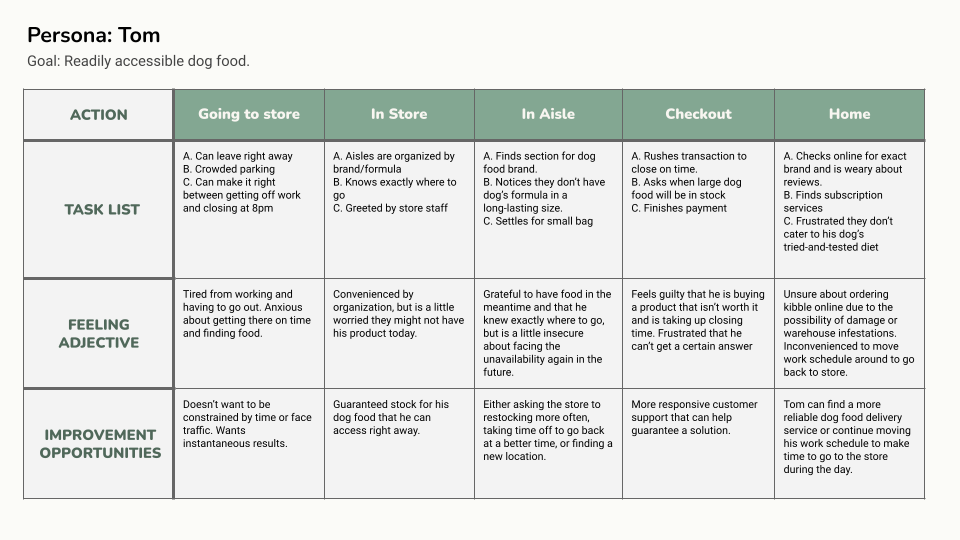 Persona: Tom
Goal: Readily accessible dog food.
ACTION
Going to store
In Store
In Aisle
Checkout
Home
TASK LIST
A. Can leave right away
B. Crowded parking
C. Can make it right
between getting off work
and closing at 8pm
A. Aisles are organized by
brand/formula
B. Knows exactly where to
go
C. Greeted by store staff
A. Finds section for dog
food brand.
B. Notices they don’t have
dog’s formula in a
long-lasting size.
C. Settles for small bag
A. Rushes transaction to
close on time.
B. Asks when large dog
food will be in stock
C. Finishes payment
A. Checks online for exact
brand and is weary about
reviews.
B. Finds subscription
services
C. Frustrated they don’t
cater to his dog’s
tried-and-tested diet
FEELING
ADJECTIVE
Tired from working and
having to go out. Anxious
about getting there on time
and finding food.
Convenienced by
organization, but is a little
worried they might not have
his product today.
Grateful to have food in the
meantime and that he
knew exactly where to go,
but is a little insecure
about facing the
unavailability again in the
future.
Feels guilty that he is buying
a product that isn’t worth it
and is taking up closing
time. Frustrated that he
can’t get a certain answer
Unsure about ordering
kibble online due to the
possibility of damage or
warehouse infestations.
Inconvenienced to move
work schedule around to go
back to store.
IMPROVEMENT
OPPORTUNITIES
Doesn’t want to be
constrained by time or face
traffic. Wants
instantaneous results.
Guaranteed stock for his
dog food that he can
access right away.
Either asking the store to
restocking more often,
taking time off to go back
at a better time, or finding a
new location.
More responsive customer
support that can help
guarantee a solution.
Tom can find a more
reliable dog food delivery
service or continue moving
his work schedule to make
time to go to the store
during the day.